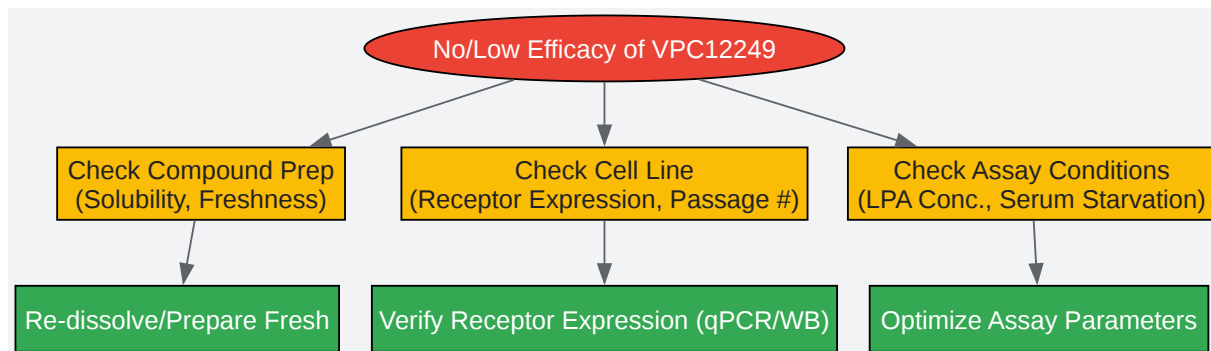 No/Low Efficacy of VPC12249
Check Compound Prep
(Solubility, Freshness)
Check Cell Line
(Receptor Expression, Passage #)
Check Assay Conditions
(LPA Conc., Serum Starvation)
Re-dissolve/Prepare Fresh
Verify Receptor Expression (qPCR/WB)
Optimize Assay Parameters